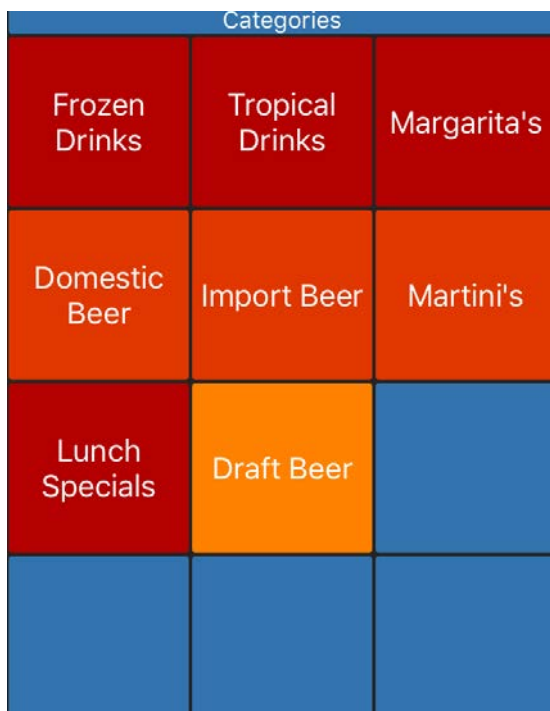 Categories
Frozen
Drinks
Tropical
Drinks
Margarita's
Domestic
Beer
Import Beer
Martini's
Lunch
Specials
Draft Beer